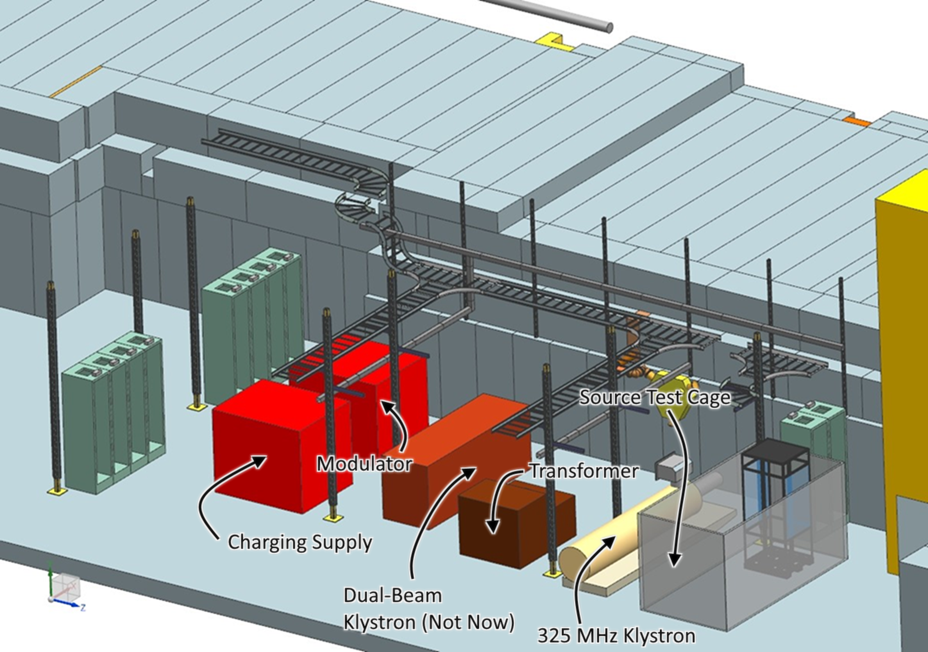 Source Test Cage
Modulator
Transformer
Charging Supply
Dual-Beam
Klystron (Not Now)
325 MHz Klystron
Z